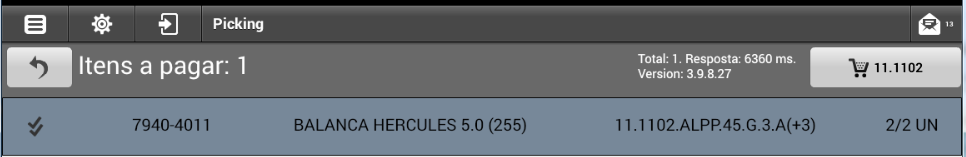 Picking
13
Itens a pagar: 1
Total: 1. Resposta: 6360 ms.
Version: 3.9.8.27
11.1102
7940-4011 BALANCA HERCULES 5.0 (255) 11.1102.ALPP.45.G.3.A(+3) 2/2 UN